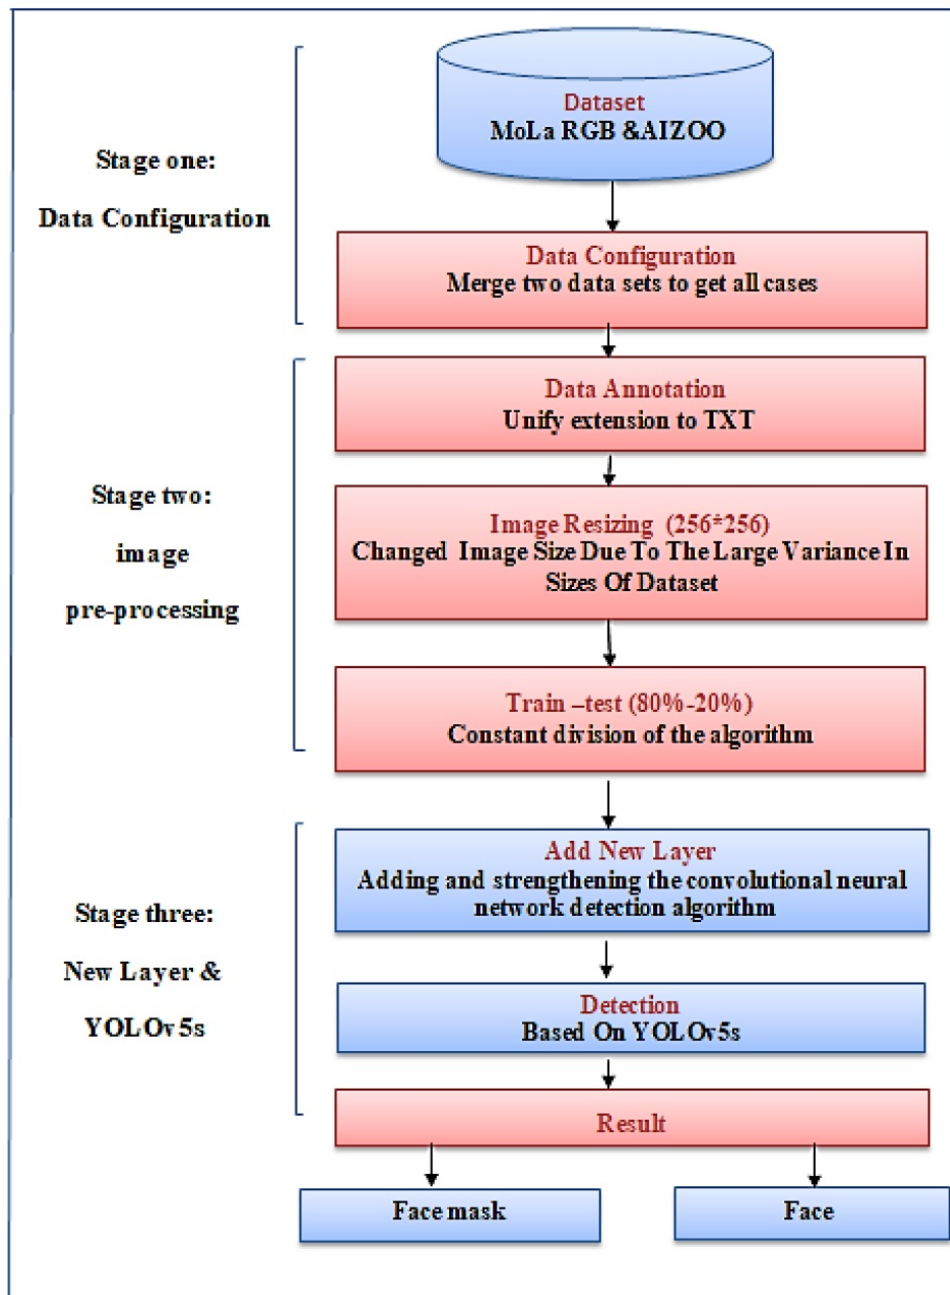 Dataset
MoLa RGB &AIZOO
Stage one:
Data Configuration
Data Configuration
Merge two data sets to get all cases
Data Annotation
Unify extension to TXT
Stage two:
image
pre-processing
Image Resizing (256*256)
Changed Image Size Due To The Large Variance In
Sizes Of Dataset
Train –test (80%-20%)
Constant division of the algorithm
Stage three:
New Layer &
YOLOv5s
Add New Layer
Adding and strengthening the convolutional neural
network detection algorithm
Detection
Based On YOLOv5s
Result
Face mask
Face